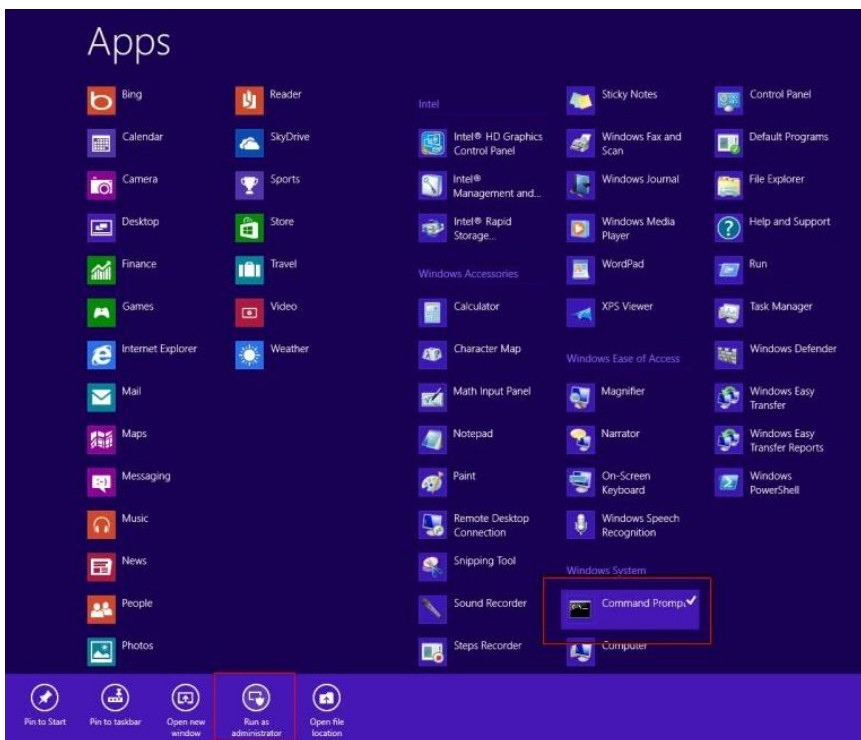 Apps
Bing
Calendar
Camera
Desktop
Finance
Games
Internet Explorer
Mail
Maps
Messaging
Music
News
People
Photos
Reader
SkyDrive
Sports
Store
Travel
Video
Weather
Intel
Intel® HD Graphics
Control Panel
Intel®
Management and...
Intel® Rapid
Storage...
Windows Accessories
Calculator
Character Map
Math Input Panel
Notepad
Paint
Remote Desktop
Connection
Snipping Tool
Sound Recorder
Steps Recorder
Sticky Notes
Windows Fax and
Scan
Windows Journal
Windows Media
Player
WordPad
XPS Viewer
Windows Ease of Access
Magnifier
Narrator
On-Screen
Keyboard
Windows Speech
Recognition
Windows System
Command Prompt
Computer
Control Panel
Default Programs
File Explorer
Help and Support
Run
Task Manager
Windows Defender
Windows Easy
Transfer
Windows Easy
Transfer Reports
Windows
PowerShell
Pin to Start
Pin to taskbar
Open new
window
Run as
administrator
Open file
location